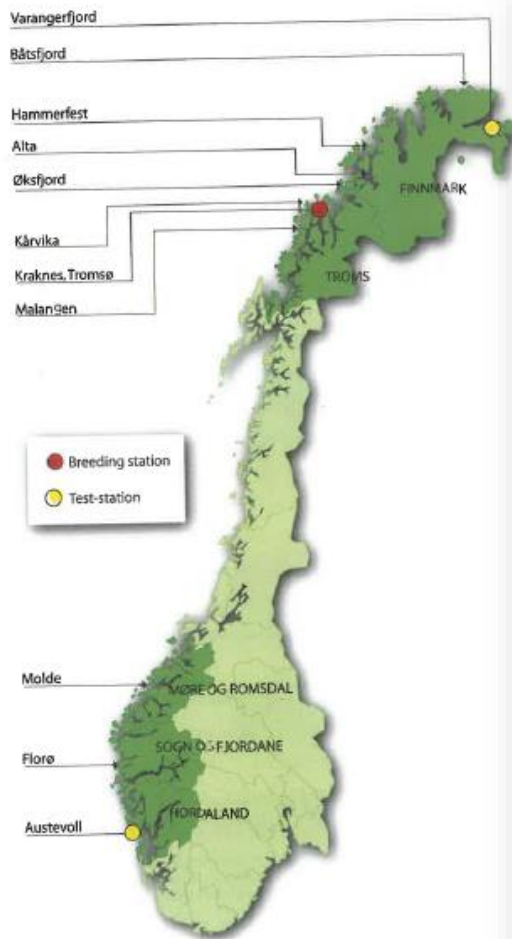 Varangerfjord
Båtsfjord
Hammerfest
Alta
Øksfjord
FINNMARK
Kårvika
Kraknes, Tromsø
TROMS
Malangen
Breeding station
Test-station
Molde
MØRE OG ROMSDAL
SOGN OG FJORDANE
Florø
HORDALAND
Austevoll